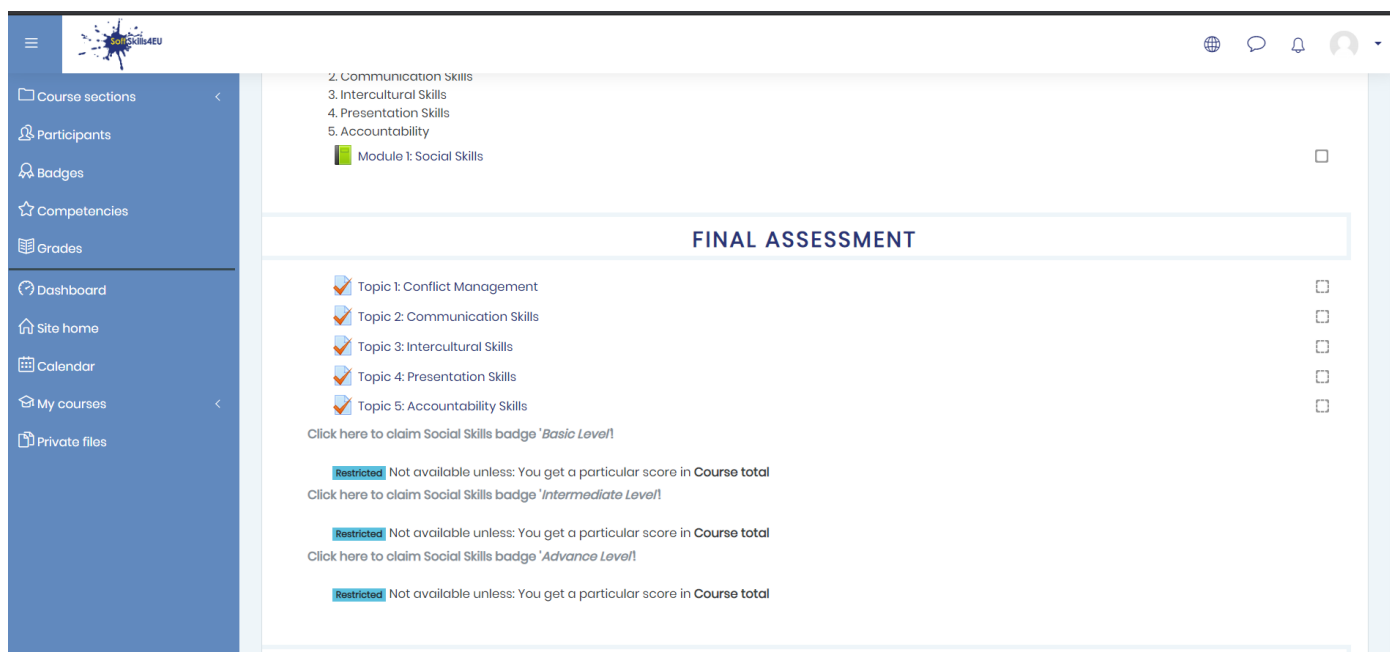 SoftSkills4EU
Course sections
Participants
Badges
Competencies
Grades
Dashboard
Site home
Calendar
My courses
Private files
2. Communication Skills
3. Intercultural Skills
4. Presentation Skills
5. Accountability
Module 1: Social Skills
FINAL ASSESSMENT
Topic 1: Conflict Management
Topic 2: Communication Skills
Topic 3: Intercultural Skills
Topic 4: Presentation Skills
Topic 5: Accountability Skills
Click here to claim Social Skills badge 'Basic Level'!
Restricted Not available unless: You get a particular score in Course total
Click here to claim Social Skills badge 'Intermediate Level'!
Restricted Not available unless: You get a particular score in Course total
Click here to claim Social Skills badge 'Advance Level'!
Restricted Not available unless: You get a particular score in Course total